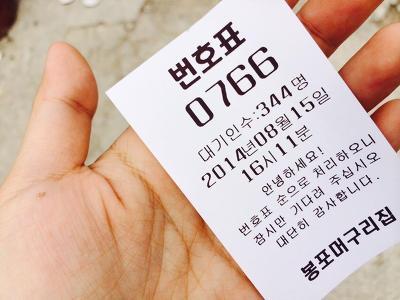 번호표
0766
대기인수:344명
2014년08월15일
16시11분
안녕하세요!
번호표 순으로 처리하오니
잠시만 기다려 주십시오
대단히 감사합니다.
봉포머구리집